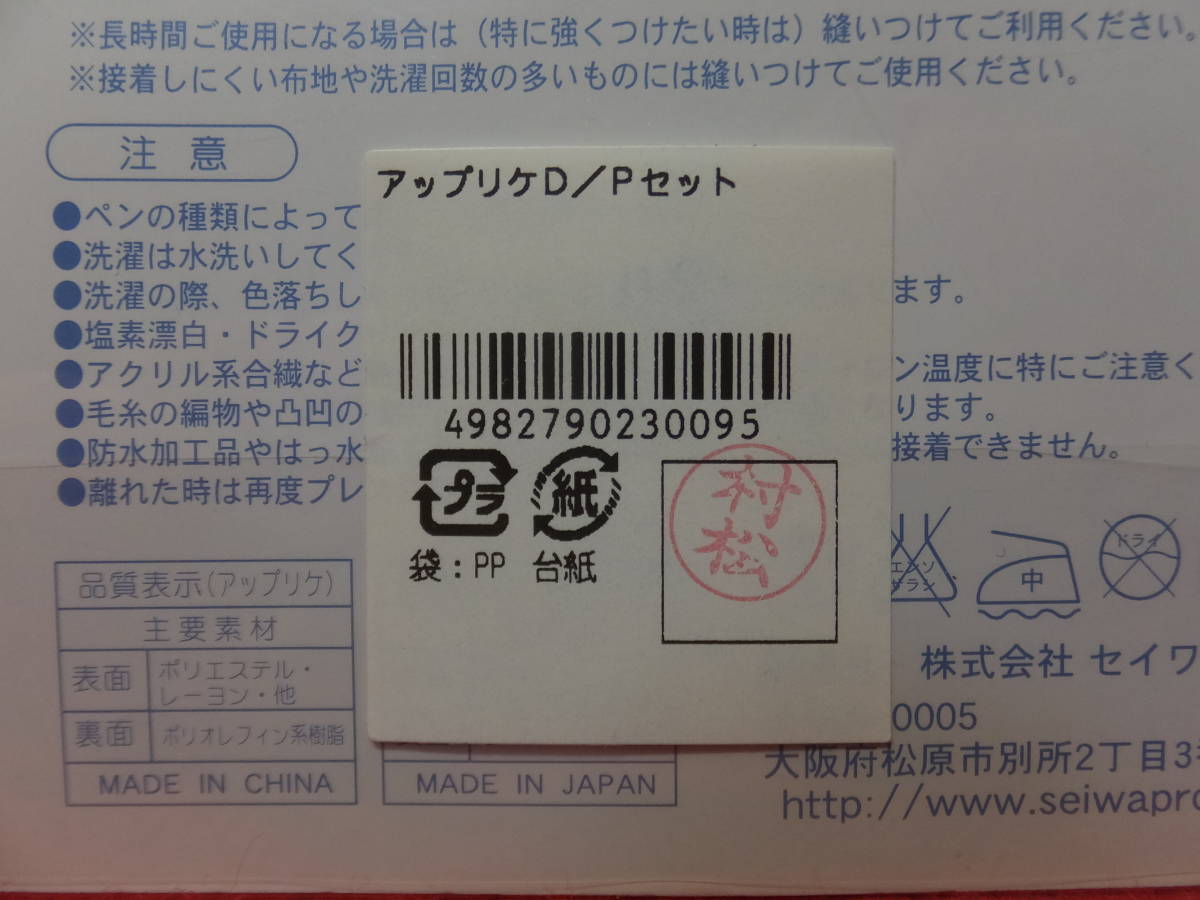 ※長時間ご使用になる場合は（特に強くつけたい時は）縫いつけてご利用ください。
※接着しにくい布地や洗濯回数の多いものには縫いつけてご使用ください。
注 意
●ペンの種類によって
●洗濯は水洗いしてく
●洗濯の際、色落ちし
ます。
●塩素漂白・ドライク
●アクリル系合繊など
ン温度に特にご注意く
●毛糸の編物や凸凹の
ります。
●防水加工品やはっ水
接着できません。
●離れた時は再度プレ
アップリケD／Pセット
4982790230095
プラ
紙
袋：PP 台紙
村松
エンソ
サラシ
中
ドライ
品質表示(アップリケ)
主要素材
表面 ポリエステル・
レーヨン・他
裏面 ポリオレフィン系樹脂
MADE IN CHINA
MADE IN JAPAN
株式会社 セイワ
0005
大阪府松原市別所2丁目3
http://www.seiwapro